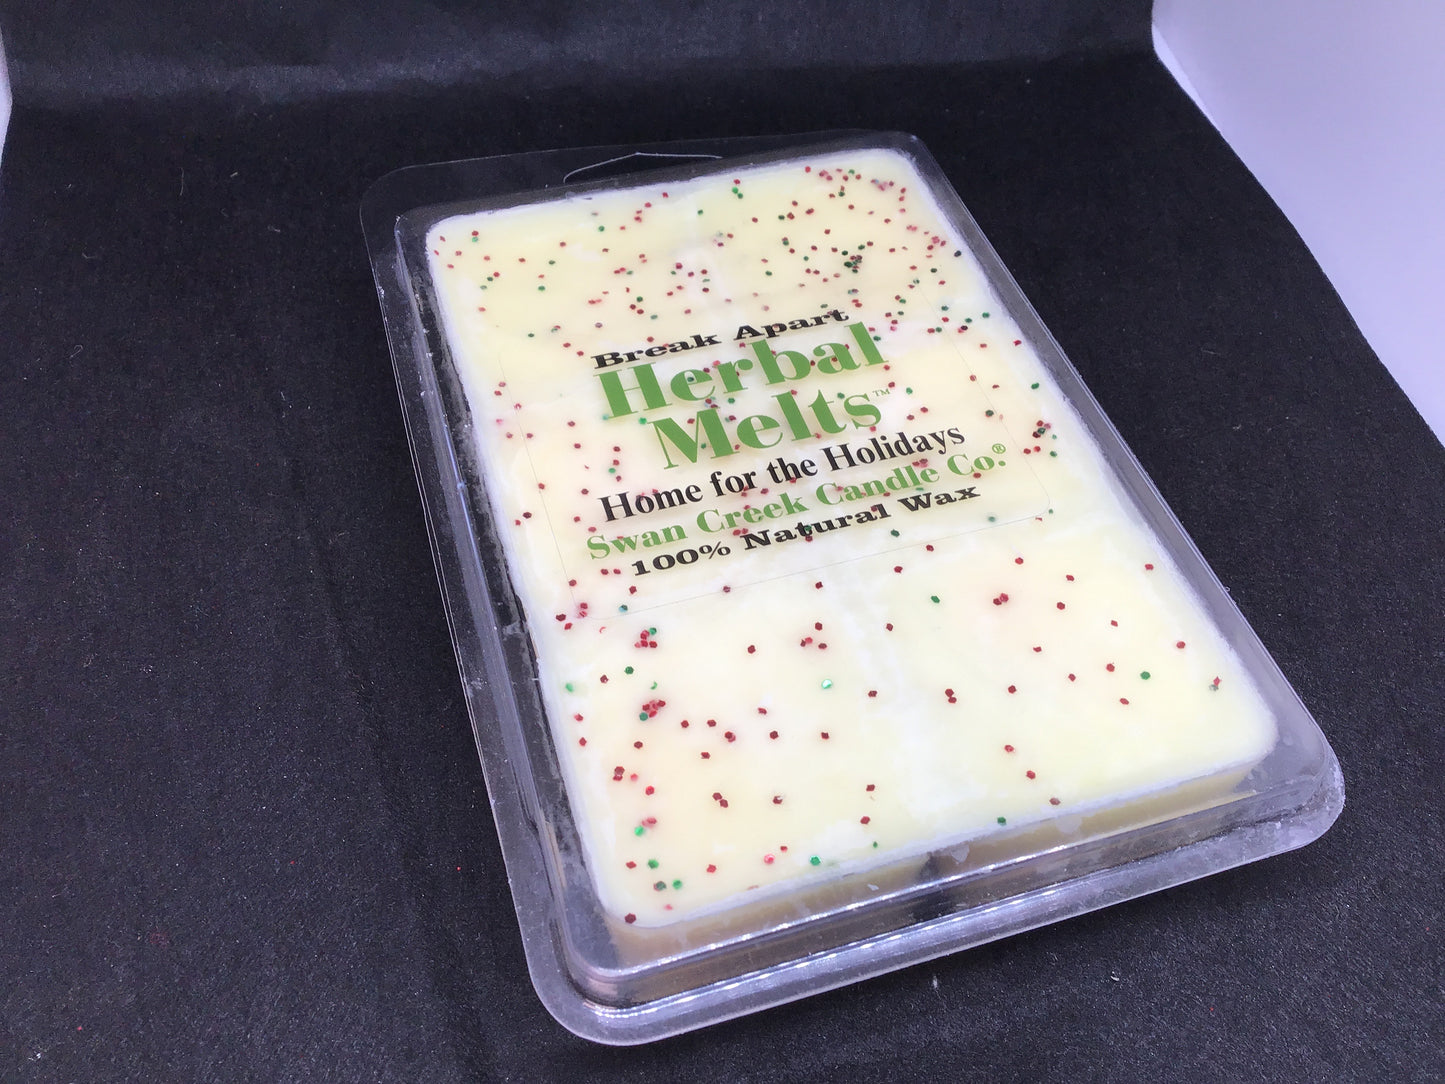 Break Apart
Herbal
Melts™
Home for the Holidays
Swan Creek Candle Co.®
100% Natural Wax